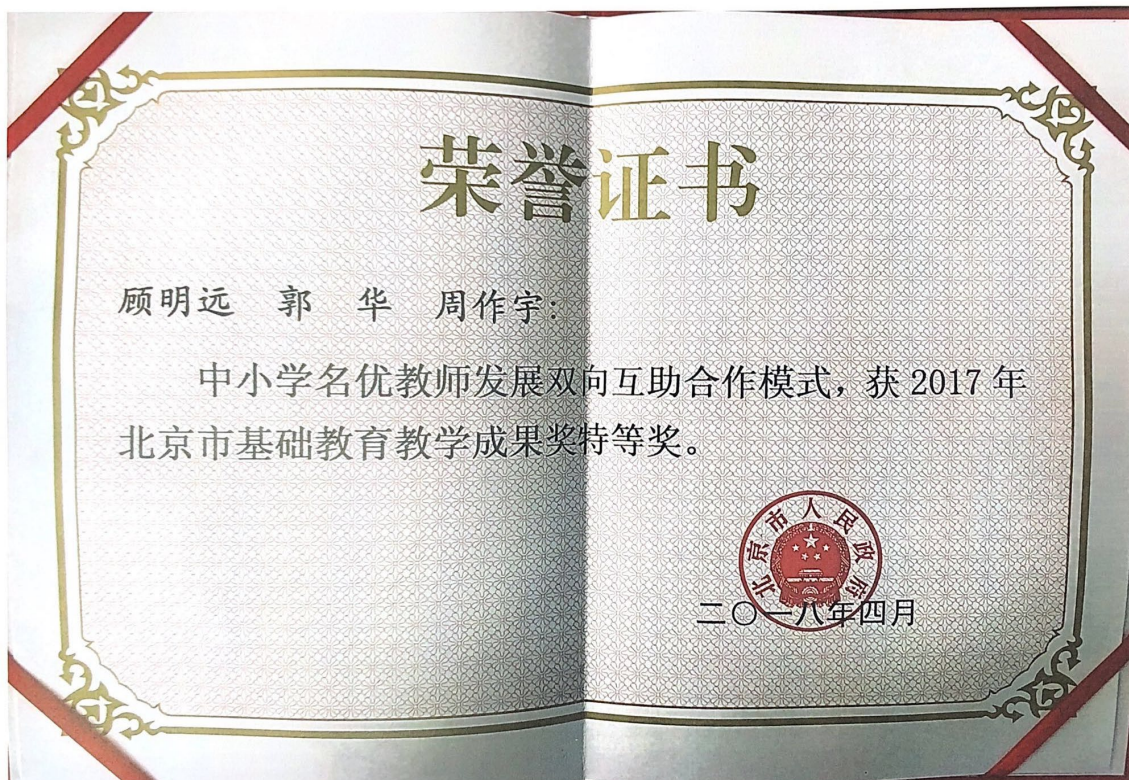 荣誉证书
顾明远 郭 华 周作宇:
中小学名优教师发展双向互助合作模式，获 2017 年
北京市基础教育教学成果奖特等奖。
北京市人民政府
二〇一八年四月